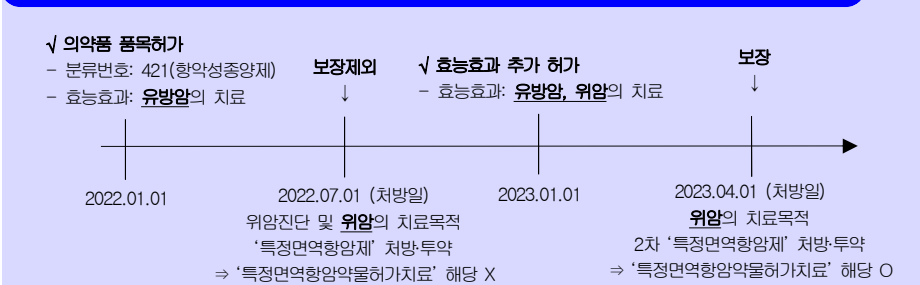 √ 의약품 품목허가
- 분류번호: 421(항악성종양제)
- 효능효과: 유방암의 치료
보장제외
↓
√ 효능효과 추가 허가
- 효능효과: 유방암, 위암의 치료
보장
↓
2022.01.01
2022.07.01 (처방일)
위암진단 및 위암의 치료목적
‘특정면역항암제’ 처방·투약
⇒ ‘특정면역항암약물허가치료’ 해당 X
2023.01.01
2023.04.01 (처방일)
위암의 치료목적
2차 ‘특정면역항암제’ 처방·투약
⇒ ‘특정면역항암약물허가치료’ 해당 O